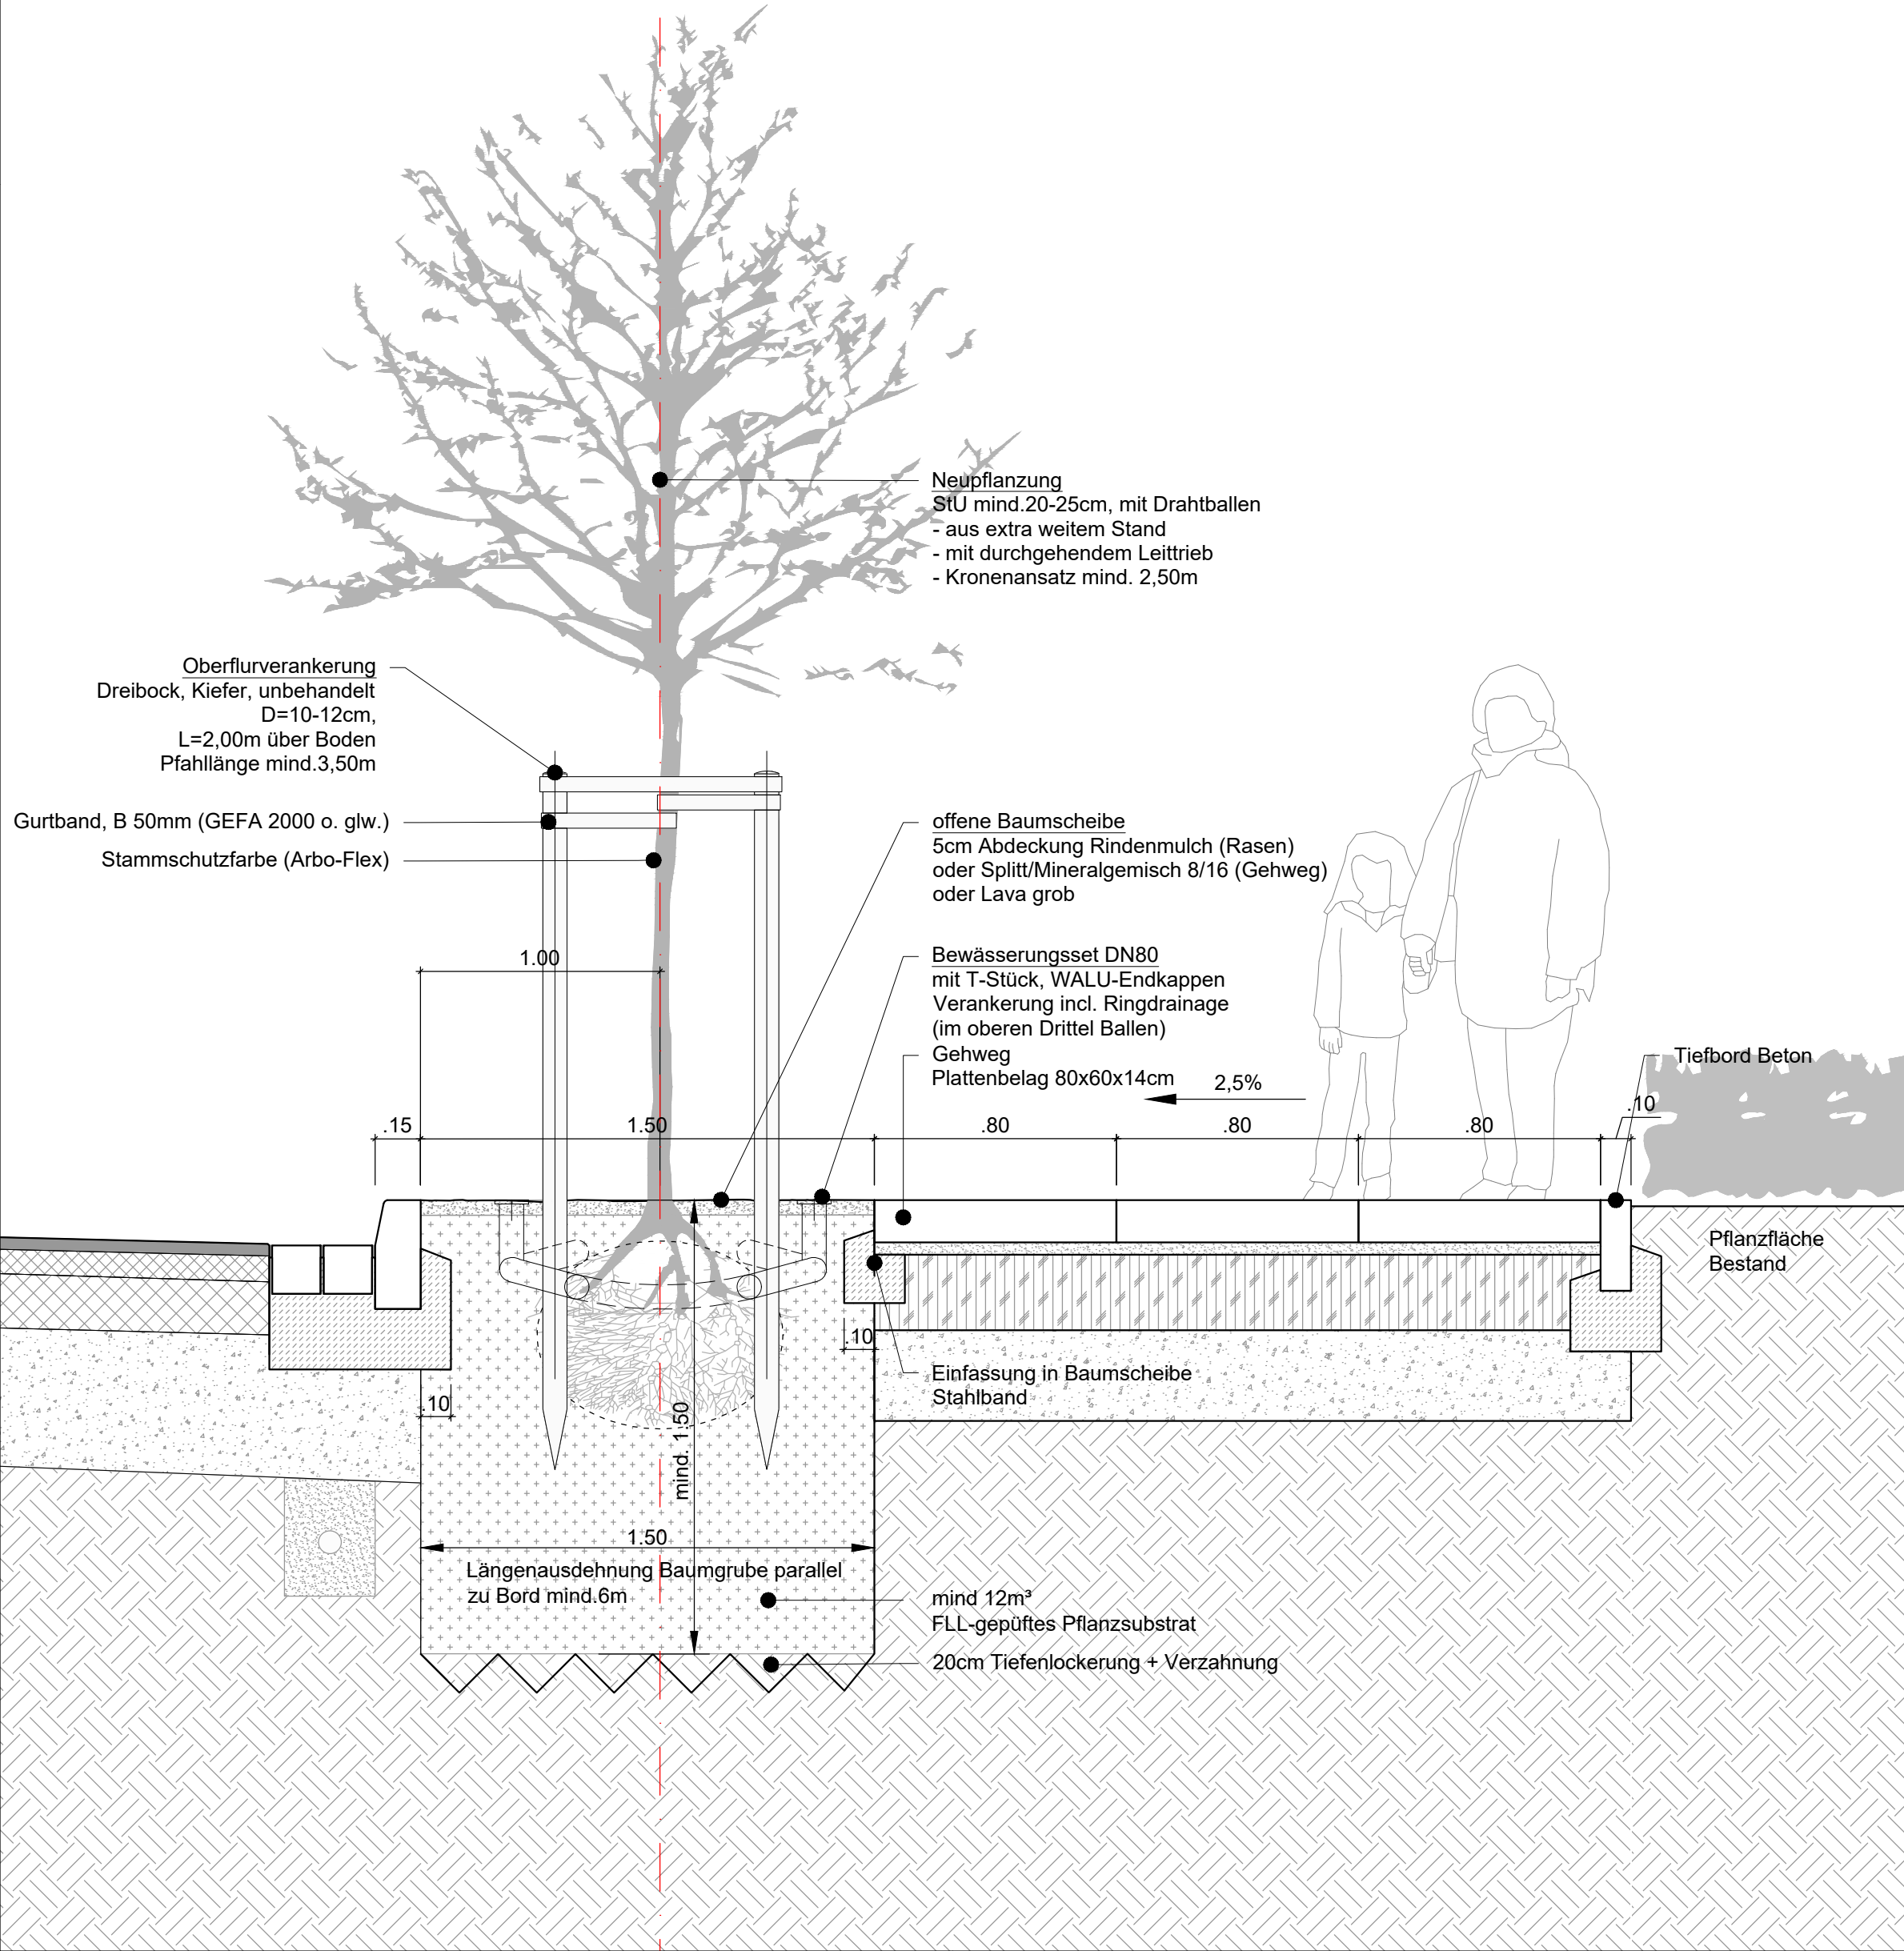 Neupflanzung
StU mind.20-25cm, mit Drahtballen
- aus extra weitem Stand
- mit durchgehendem Leittrieb
- Kronenansatz mind. 2,50m
Oberflurverankerung
Dreibock, Kiefer, unbehandelt
D=10-12cm,
L=2,00m über Boden
Pfahllänge mind.3,50m
Gurtband, B 50mm (GEFA 2000 o. glw.)
Stammschutzfarbe (Arbo-Flex)
offene Baumscheibe
5cm Abdeckung Rindenmulch (Rasen)
oder Splitt/Mineralgemisch 8/16 (Gehweg)
oder Lava grob
1.00
Bewässerungsset DN80
mit T-Stück, WALU-Endkappen
Verankerung incl. Ringdrainage
(im oberen Drittel Ballen)
Gehweg
Plattenbelag 80x60x14cm
2,5%
Tiefbord Beton
.10
.15
1.50
.80
.80
.80
Pflanzfläche
Bestand
.10
Einfassung in Baumscheibe
Stahlband
.10
mind. 1.50
1.50
Längenausdehnung Baumgrube parallel
zu Bord mind.6m
mind 12m³
FLL-gepüftes Pflanzsubstrat
20cm Tiefenlockerung + Verzahnung